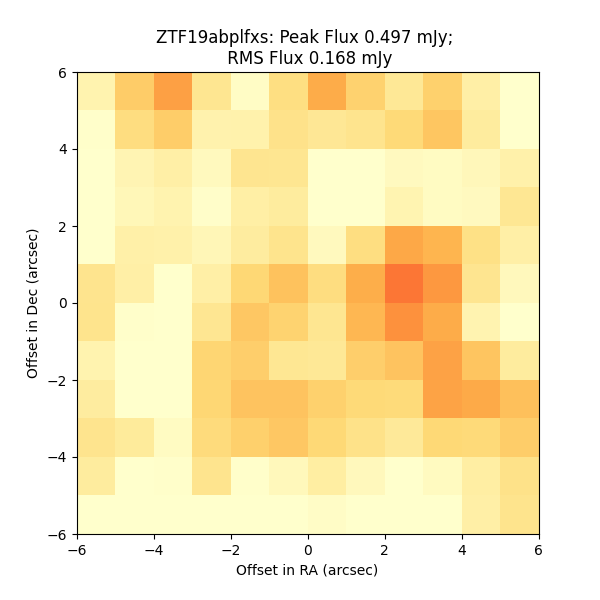 ZTF19abplfxs: Peak Flux 0.497 mJy;
RMS Flux 0.168 mJy
6
4
2
0
−2
−4
−6
Offset in Dec (arcsec)
−6 −4 −2 0 2 4 6
Offset in RA (arcsec)